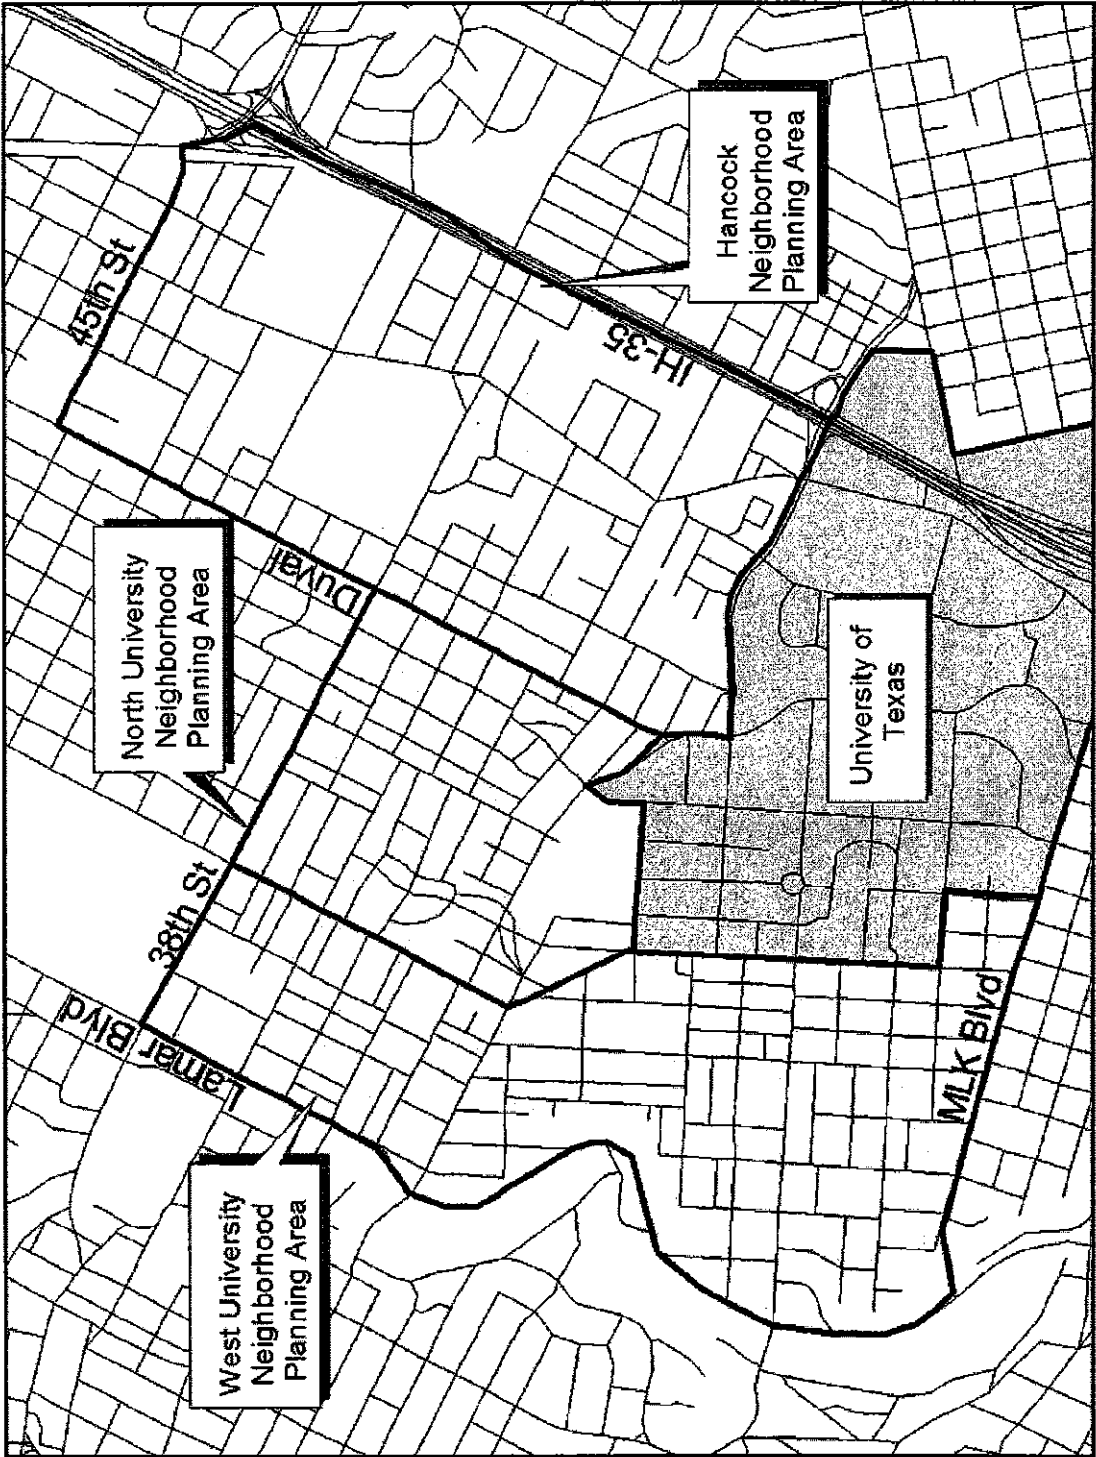 West University
Neighborhood
Planning Area
Lamar Blvd
38th St
North University
Neighborhood
Planning Area
Duval
45th St
IH-35
Hancock
Neighborhood
Planning Area
University of
Texas
MLK Blvd